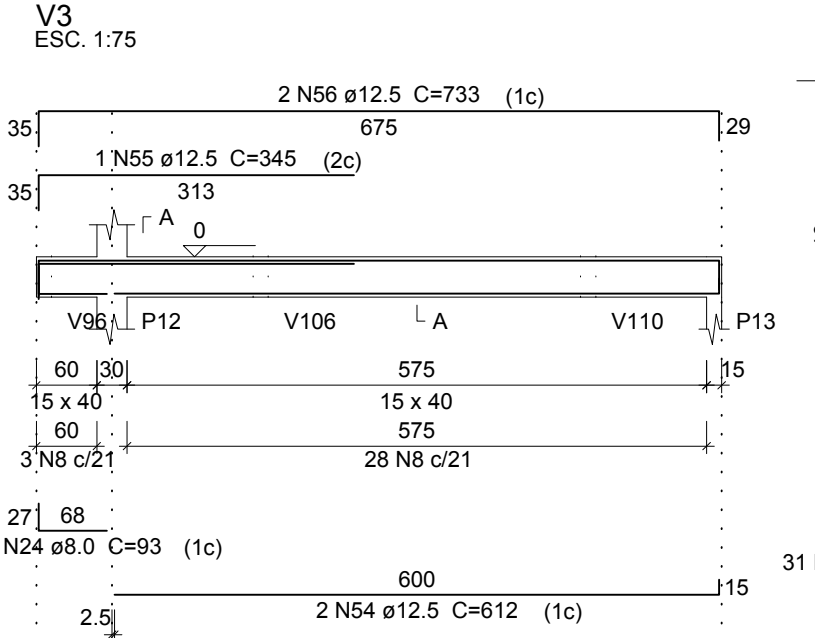 V3
ESC. 1:75
2 N56 ø12.5 C=733 (1c)
35 675 29
1 N55 ø12.5 C=345 (2c)
35 313
A
0
V96 P12 V106 A V110 P13
60 30 575 15
15 x 40 15 x 40
60 575
3 N8 c/21 28 N8 c/21
27 68
N24 ø8.0 C=93 (1c)
600 15
31
2 N54 ø12.5 C=612 (1c)
2.5